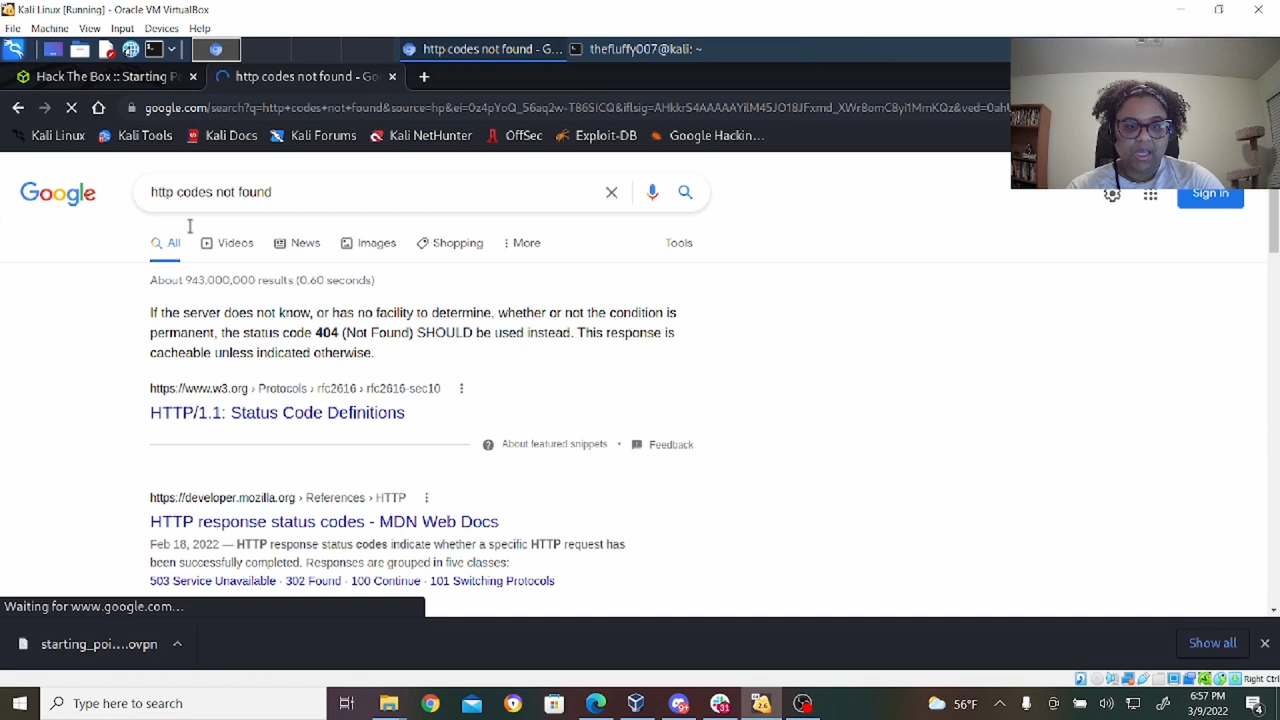 Kali Linux [Running] - Oracle VM VirtualBox
File Machine View Input Devices Help
http codes not found - G...
thefluffy007@kali: ~
Hack The Box :: Starting P
http codes not found - Go
google.com/search?q=http+codes+not+found&source=hp&ei=
Kali Linux
Kali Tools
Kali Docs
Kali Forums
Kali NetHunter
OffSec
Exploit-DB
Google Hackin...
Google
http codes not found
Sign in
All
Videos
News
Images
Shopping
More
Tools
About 943,000,000 results (0.60 seconds)
If the server does not know, or has no facility to determine, whether or not the condition is
permanent, the status code 404 (Not Found) SHOULD be used instead. This response is
cacheable unless indicated otherwise.
https://www.w3.org › Protocols › rfc2616 › rfc2616-sec10
HTTP/1.1: Status Code Definitions
About featured snippets • Feedback
https://developer.mozilla.org › References › HTTP
HTTP response status codes - MDN Web Docs
Feb 18, 2022 — HTTP response status codes indicate whether a specific HTTP request has
been successfully completed. Responses are grouped in five classes:
503 Service Unavailable · 302 Found · 100 Continue · 101 Switching Protocols
Waiting for www.google.com...
starting_poi....ovpn
Show all
Right Ctrl
Type here to search
56°F
6:57 PM
3/9/2022